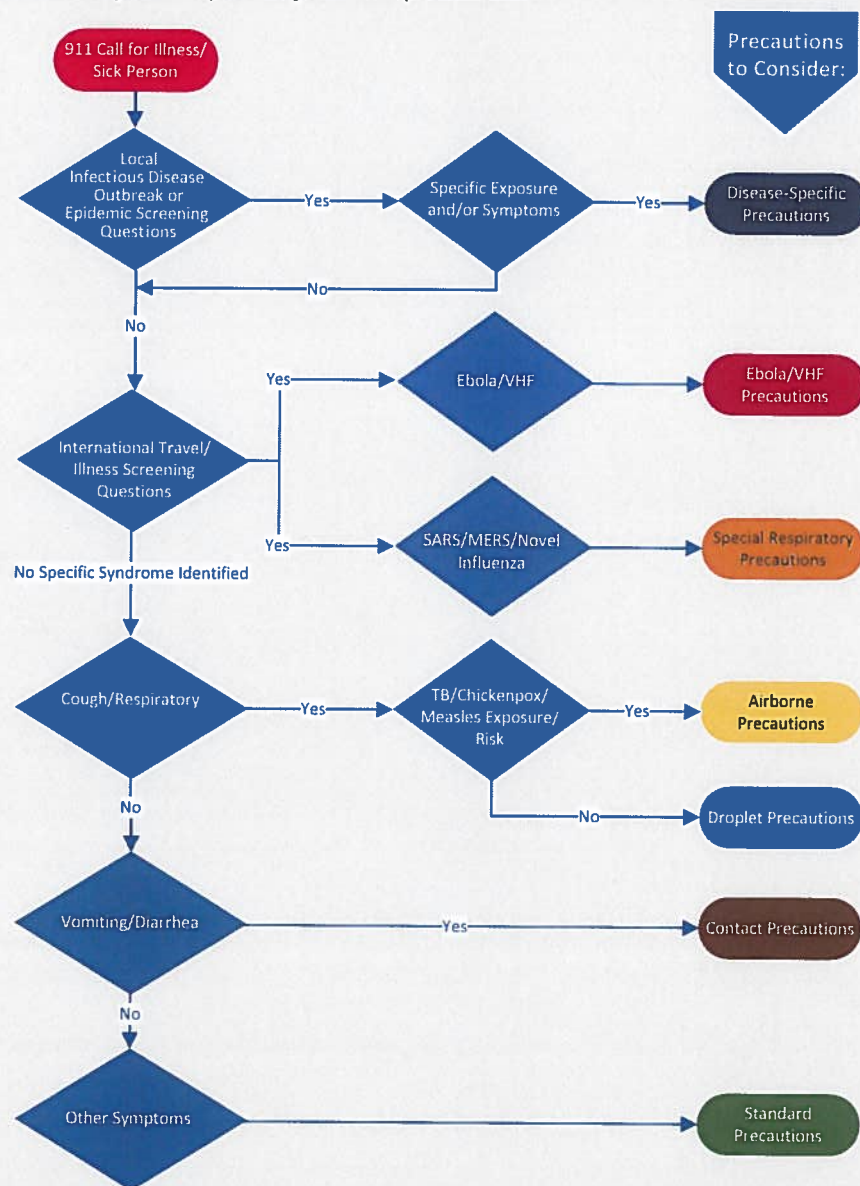 911 Call for Illness/
Sick Person
Precautions
to Consider:
Local
Infectious Disease
Outbreak or
Epidemic Screening
Questions
Yes
Specific Exposure
and/or Symptoms
Yes
Disease-Specific
Precautions
No
No
Yes
Ebola/VHF
Ebola/VHF
Precautions
International Travel/
Illness Screening
Questions
Yes
SARS/MERS/Novel
Influenza
Special Respiratory
Precautions
No Specific Syndrome Identified
Cough/Respiratory
Yes
TB/Chickenpox/
Measles Exposure/
Risk
Yes
Airborne
Precautions
No
No
Droplet Precautions
Vomiting/Diarrhea
Yes
Contact Precautions
No
Other Symptoms
Standard
Precautions